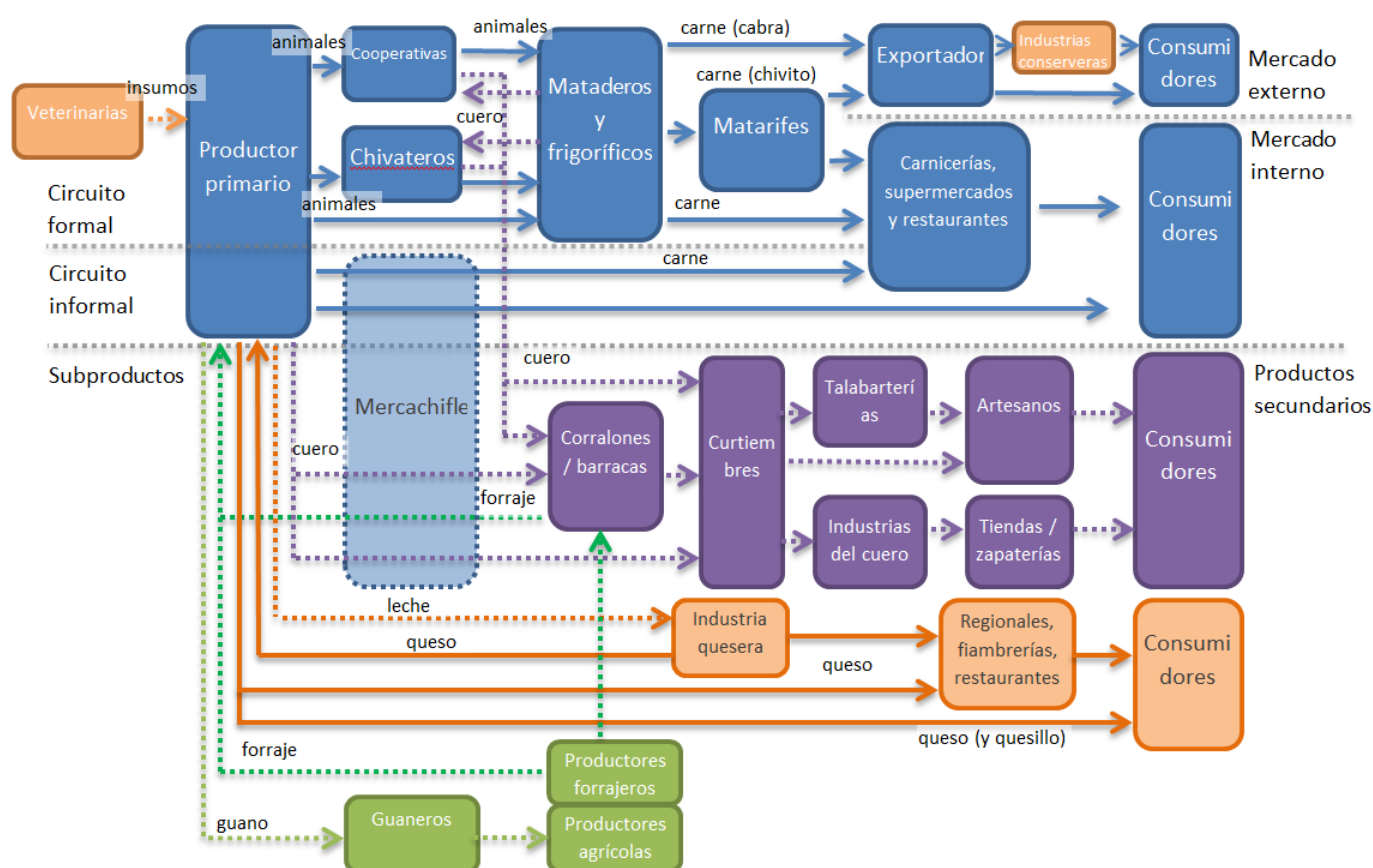 animales
animales
carne (cabra)
Cooperativas
Exportador
Industrias
conserveras
Consumi
dores
Mercado
externo
insumos
Veterinarias
carne (chivito)
Mataderos
y
frigoríficos
cuero
Matarifes
Mercado
interno
Productor
primario
Chivateros
Carnicerías,
supermercados
y restaurantes
Consumi
dores
Circuito
formal
animales
carne
Circuito
informal
carne
Subproductos
cuero
Productos
secundarios
Mercachifle
Talabarterí
as
Artesanos
cuero
Corralones
/ barracas
Curtiem
bres
Consumi
dores
forraje
Industrias
del cuero
Tiendas /
zapaterías
leche
Industria
quesera
Regionales,
fiambrerías,
restaurantes
Consumi
dores
queso
queso
queso (y quesillo)
forraje
Productores
forrajeros
guano
Guaneros
Productores
agrícolas